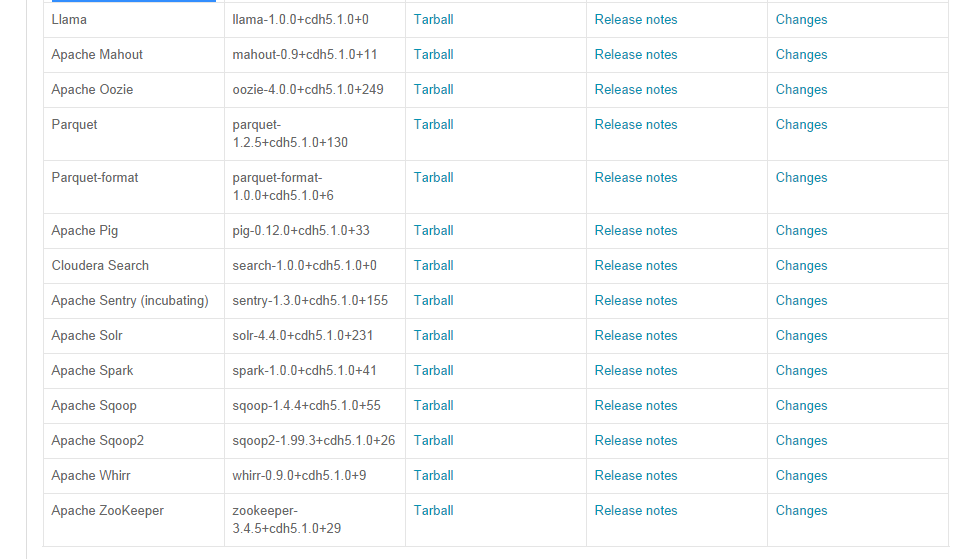 Llama llama-1.0.0+cdh5.1.0+0 Tarball Release notes Changes
Apache Mahout mahout-0.9+cdh5.1.0+11 Tarball Release notes Changes
Apache Oozie oozie-4.0.0+cdh5.1.0+249 Tarball Release notes Changes
Parquet parquet- Tarball Release notes Changes
1.2.5+cdh5.1.0+130
Parquet-format parquet-format- Tarball Release notes Changes
1.0.0+cdh5.1.0+6
Apache Pig pig-0.12.0+cdh5.1.0+33 Tarball Release notes Changes
Cloudera Search search-1.0.0+cdh5.1.0+0 Tarball Release notes Changes
Apache Sentry (incubating) sentry-1.3.0+cdh5.1.0+155 Tarball Release notes Changes
Apache Solr solr-4.4.0+cdh5.1.0+231 Tarball Release notes Changes
Apache Spark spark-1.0.0+cdh5.1.0+41 Tarball Release notes Changes
Apache Sqoop sqoop-1.4.4+cdh5.1.0+55 Tarball Release notes Changes
Apache Sqoop2 sqoop2-1.99.3+cdh5.1.0+26 Tarball Release notes Changes
Apache Whirr whirr-0.9.0+cdh5.1.0+9 Tarball Release notes Changes
Apache ZooKeeper zookeeper- Tarball Release notes Changes
3.4.5+cdh5.1.0+29